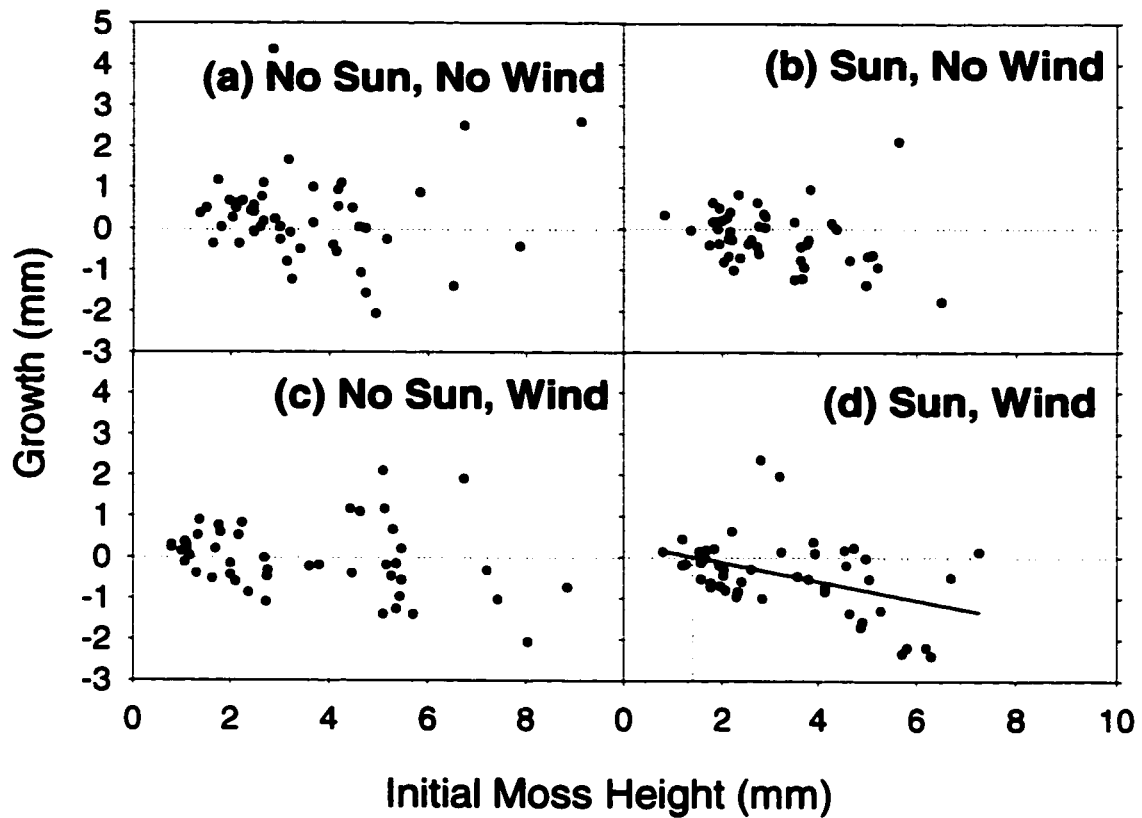 5
4
3
2
1
0
-1
-2
-3
(a) No Sun, No Wind
(b) Sun, No Wind
4
3
2
1
0
-1
-2
-3
(c) No Sun, Wind
(d) Sun, Wind
Growth (mm)
0 2 4 6 8 0 2 4 6 8 10
Initial Moss Height (mm)